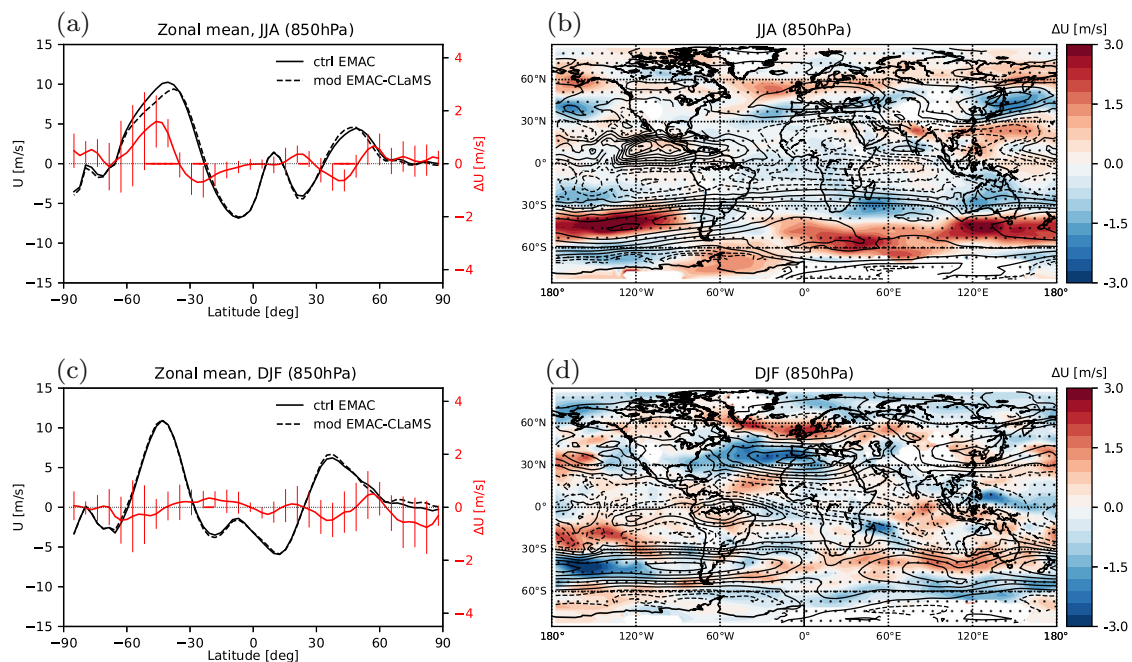 (a)
Zonal mean, JJA (850hPa)
15
10
5
0
−5
−10
−15
U [m/s]
ctrl EMAC
mod EMAC-CLaMS
4
2
0
−2
−4
ΔU [m/s]
−90 −60 −30 0 30 60 90
Latitude [deg]
(b)
JJA (850hPa)
60°N
30°N
0°
30°S
60°S
180° 120°W 60°W 0° 60°E 120°E 180°
ΔU [m/s]
3.0
1.5
0.0
-1.5
-3.0
(c)
Zonal mean, DJF (850hPa)
15
10
5
0
−5
−10
−15
U [m/s]
ctrl EMAC
mod EMAC-CLaMS
4
2
0
−2
−4
ΔU [m/s]
−90 −60 −30 0 30 60 90
Latitude [deg]
(d)
DJF (850hPa)
60°N
30°N
0°
30°S
60°S
180° 120°W 60°W 0° 60°E 120°E 180°
ΔU [m/s]
3.0
1.5
0.0
-1.5
-3.0